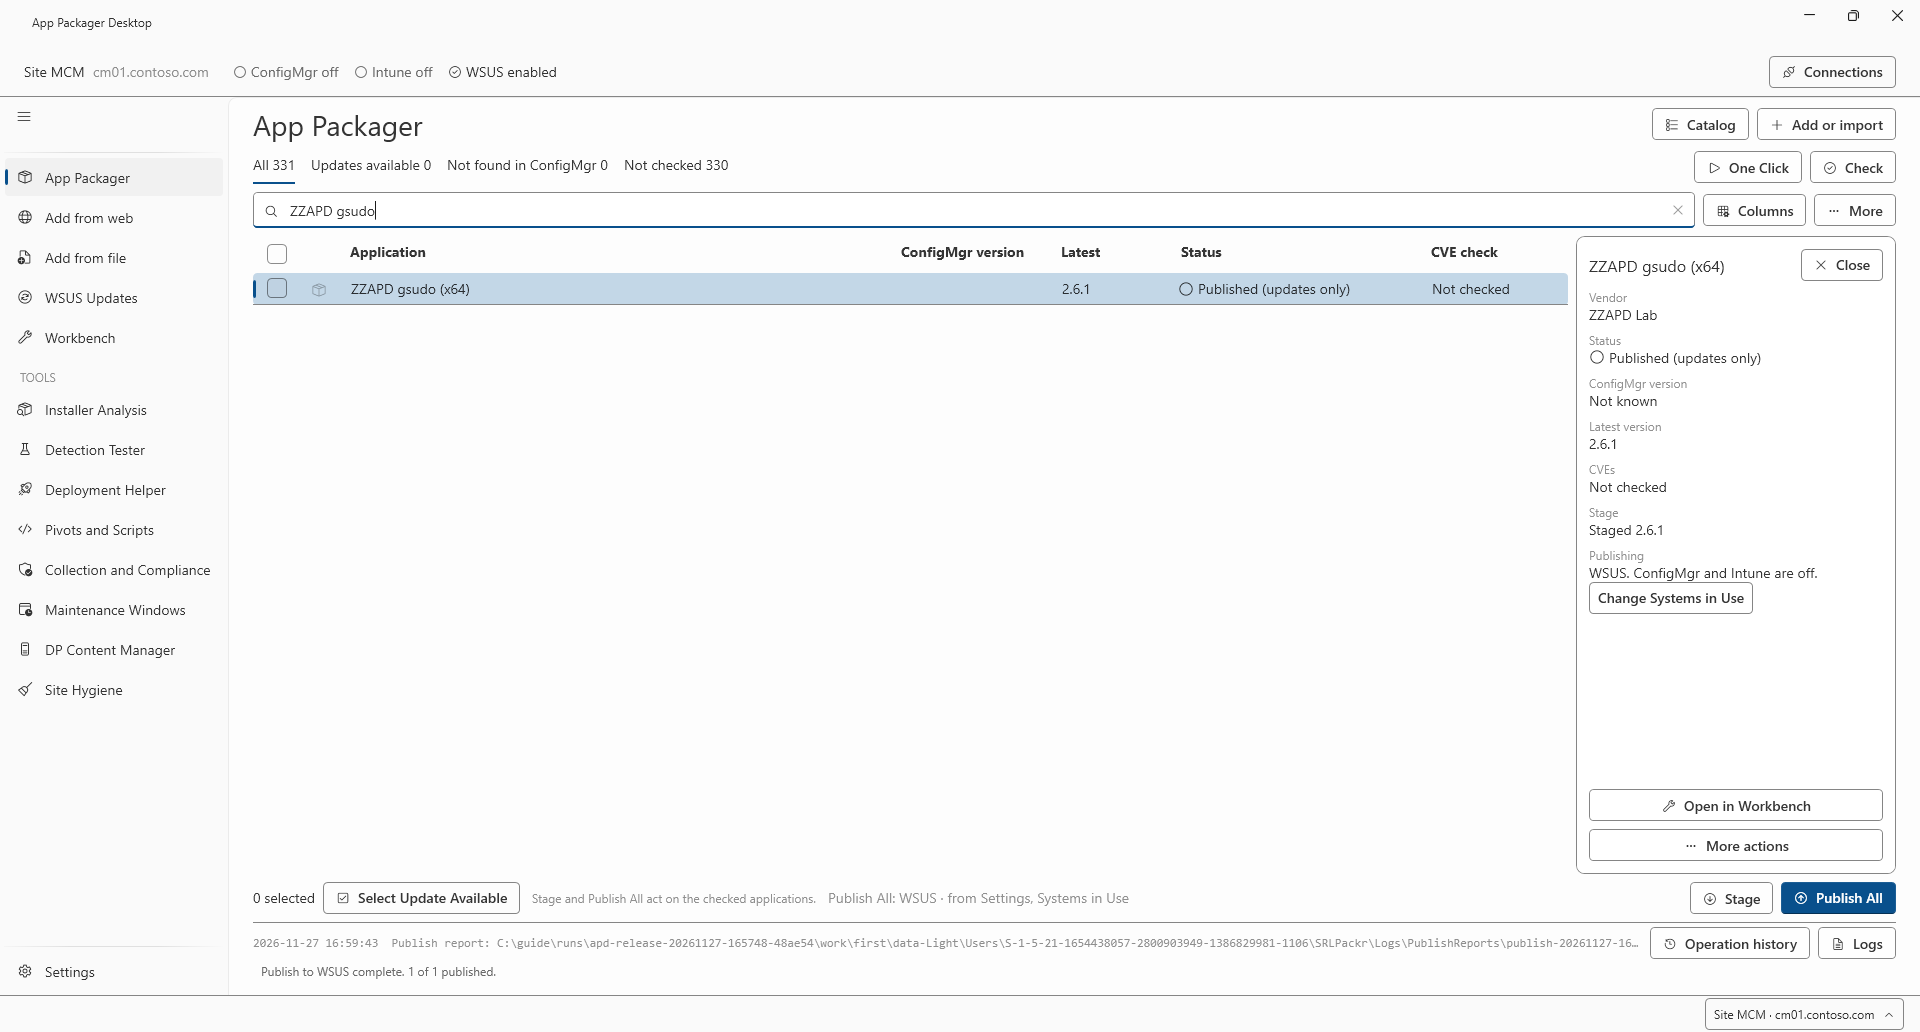 App Packager Desktop
Site MCM cm01.contoso.com ConfigMgr off Intune off WSUS enabled Connections
App Packager
Catalog Add or import
All 331 Updates available 0 Not found in ConfigMgr 0 Not checked 330
One Click Check
ZZAPD gsudo
Columns More
App Packager
Add from web
Add from file
WSUS Updates
Workbench
TOOLS
Installer Analysis
Detection Tester
Deployment Helper
Pivots and Scripts
Collection and Compliance
Maintenance Windows
DP Content Manager
Site Hygiene
Settings
Application ConfigMgr version Latest Status CVE check
ZZAPD gsudo (x64) 2.6.1 Published (updates only) Not checked
ZZAPD gsudo (x64) Close
Vendor
ZZAPD Lab
Status
Published (updates only)
ConfigMgr version
Not known
Latest version
2.6.1
CVEs
Not checked
Stage
Staged 2.6.1
Publishing
WSUS. ConfigMgr and Intune are off.
Change Systems in Use
Open in Workbench
More actions
0 selected Select Update Available Stage and Publish All act on the checked applications. Publish All: WSUS · from Settings, Systems in Use Stage Publish All
2026-11-27 16:59:43 Publish report: C:\guide\runs\apd-release-20261127-165748-48ae54\work\first\data-Light\Users\S-1-5-21-1654438057-2800903949-1386829981-1106\SRLPackr\Logs\PublishReports\publish-20261127-16… Operation history Logs
Publish to WSUS complete. 1 of 1 published.
Site MCM · cm01.contoso.com